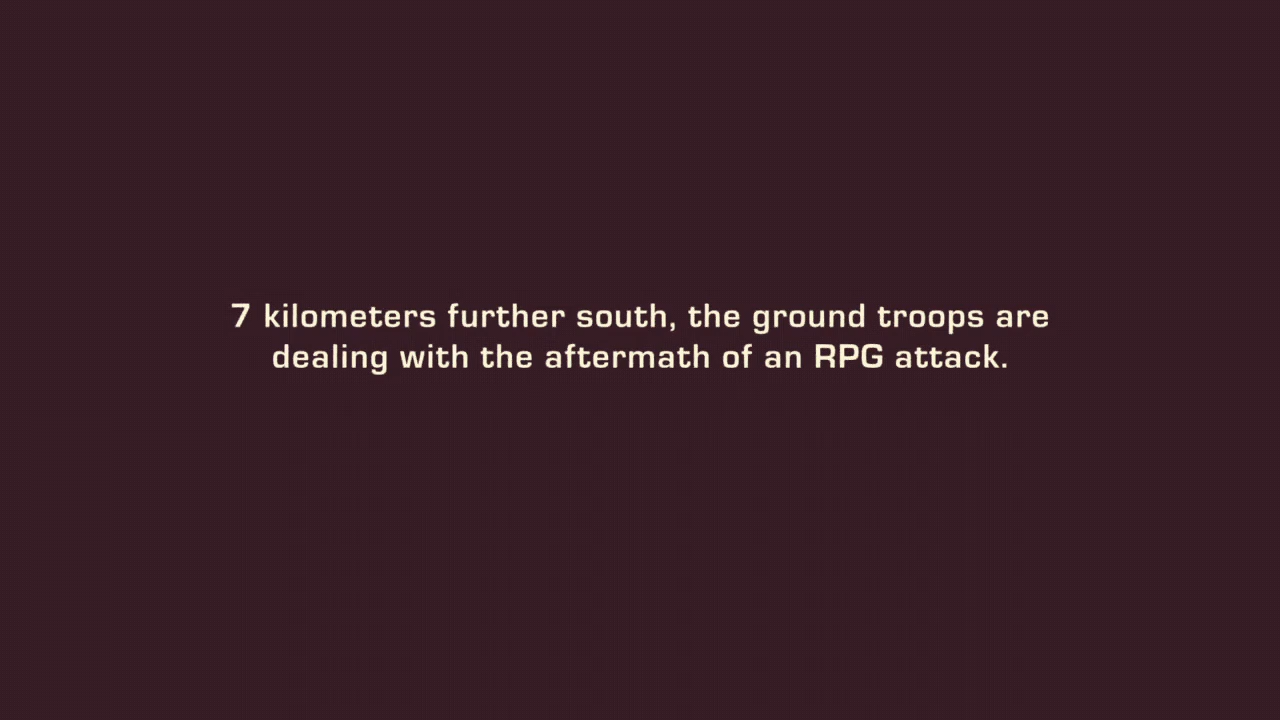 7 kilometers further south, the ground troops are
dealing with the aftermath of an RPG attack.